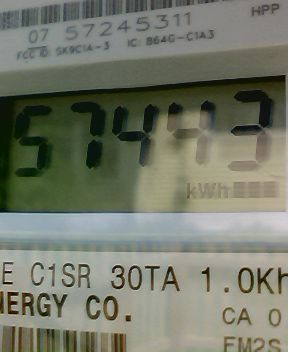 HPP
07 57245311
FCC ID: SK9C1A-3 IC: 864G-C1A3
57443
kWh
E C1SR 30TA 1.0Kh
NERGY CO.
CA 0
EM2S